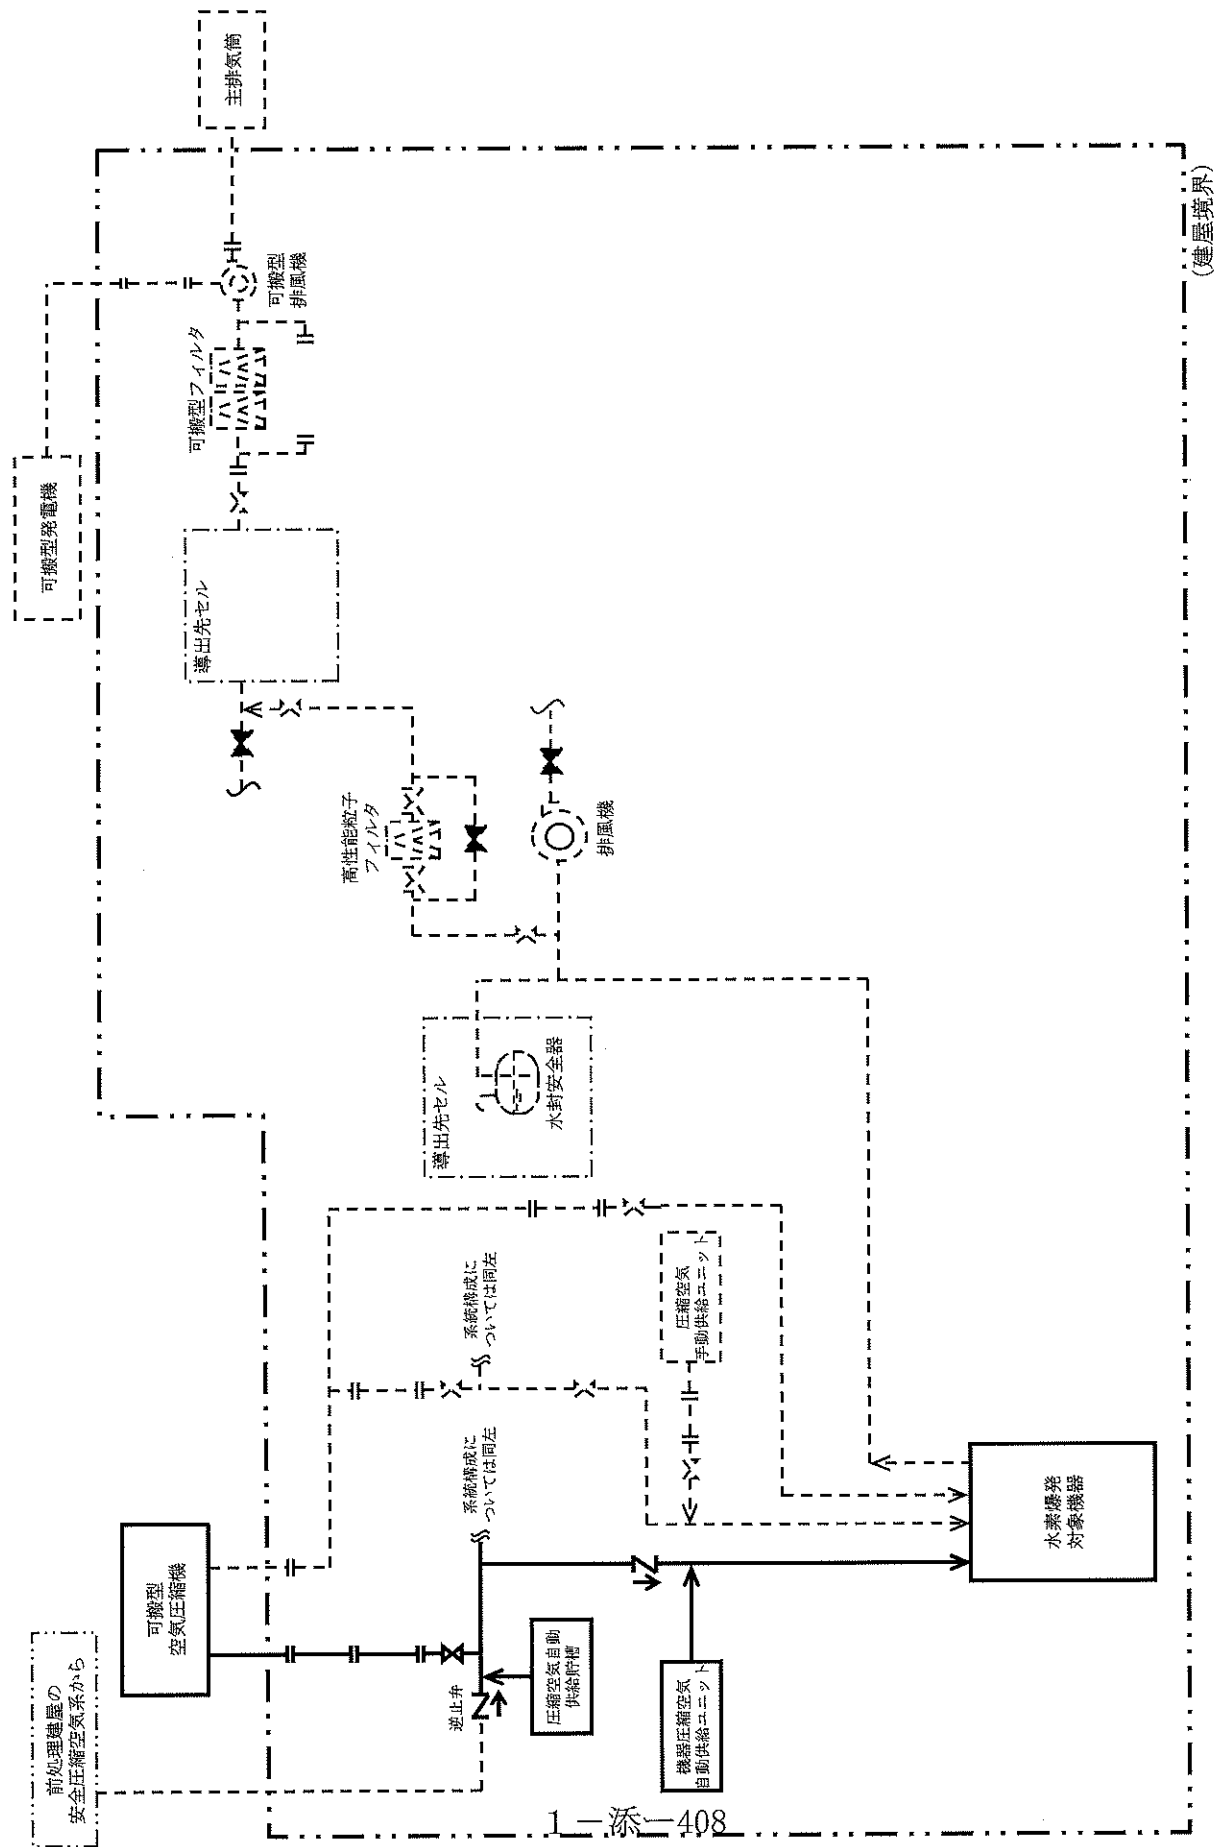 前処理建屋の
安全圧縮空気系から
可搬型
空気圧縮機
逆止弁
圧縮空気自動
供給貯槽
機器圧縮空気
自動供給ユニット
系統構成に
ついては同左
系統構成に
ついては同左
圧縮空気
手動供給ユニット
水素爆発
対象機器
導出先セル
水封安全器
高性能粒子
フィルタ
排風機
導出先セル
可搬型発電機
可搬型フィルタ
可搬型
排風機
主排気筒
(建屋境界)
1－添－408